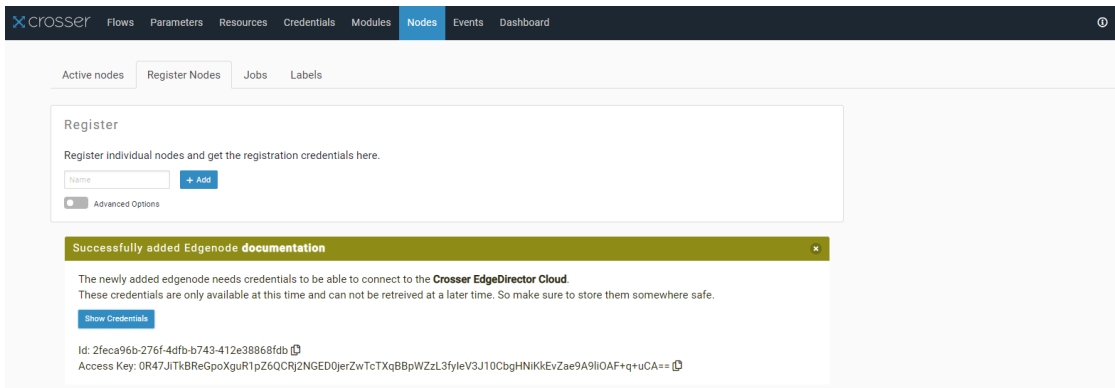 crosser Flows Parameters Resources Credentials Modules Nodes Events Dashboard
Active nodes Register Nodes Jobs Labels
Register
Register individual nodes and get the registration credentials here.
Name + Add
Advanced Options
Successfully added Edgenode documentation
The newly added edgenode needs credentials to be able to connect to the Crosser EdgeDirector Cloud.
These credentials are only available at this time and can not be retreived at a later time. So make sure to store them somewhere safe.
Show Credentials
Id: 2feca96b-276f-4dfb-b743-412e38868fdb
Access Key: 0R47JiTkBReGpoXguR1pZ6QCRj2NGED0jerZwTcTXqBBpWZzL3fyIeV3J10CbgHNiKkEvZae9A9liOAF+q+uCA==